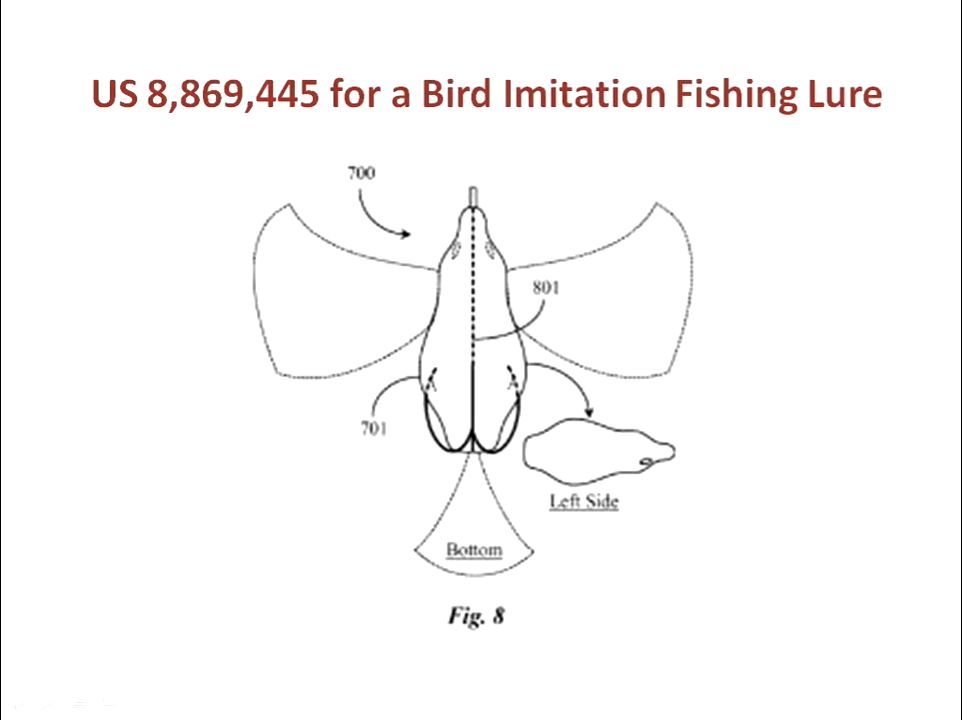 US 8,869,445 for a Bird Imitation Fishing Lure
700
801
701
Left Side
Bottom
Fig. 8